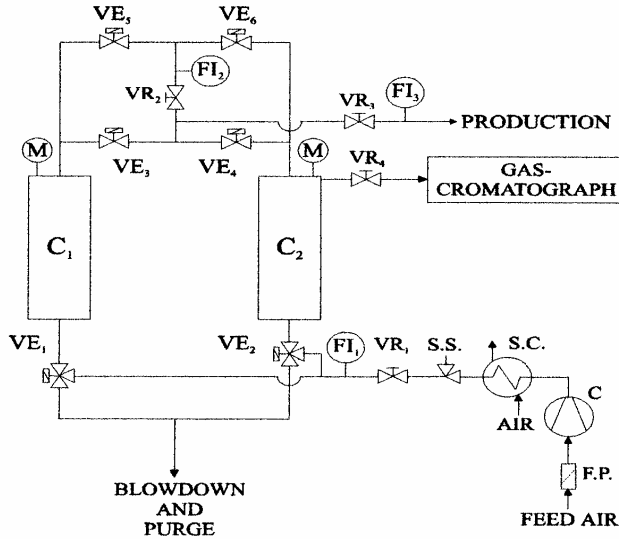 VE5
VE6
FI2
VR2
VR3
FI3
PRODUCTION
M
VE3
VE4
M
VR4
GAS-
CROMATOGRAPH
C1
C2
VE1
VE2
FI1
VR1
S.S.
S.C.
C
AIR
F.P.
BLOWDOWN
AND
PURGE
FEED AIR